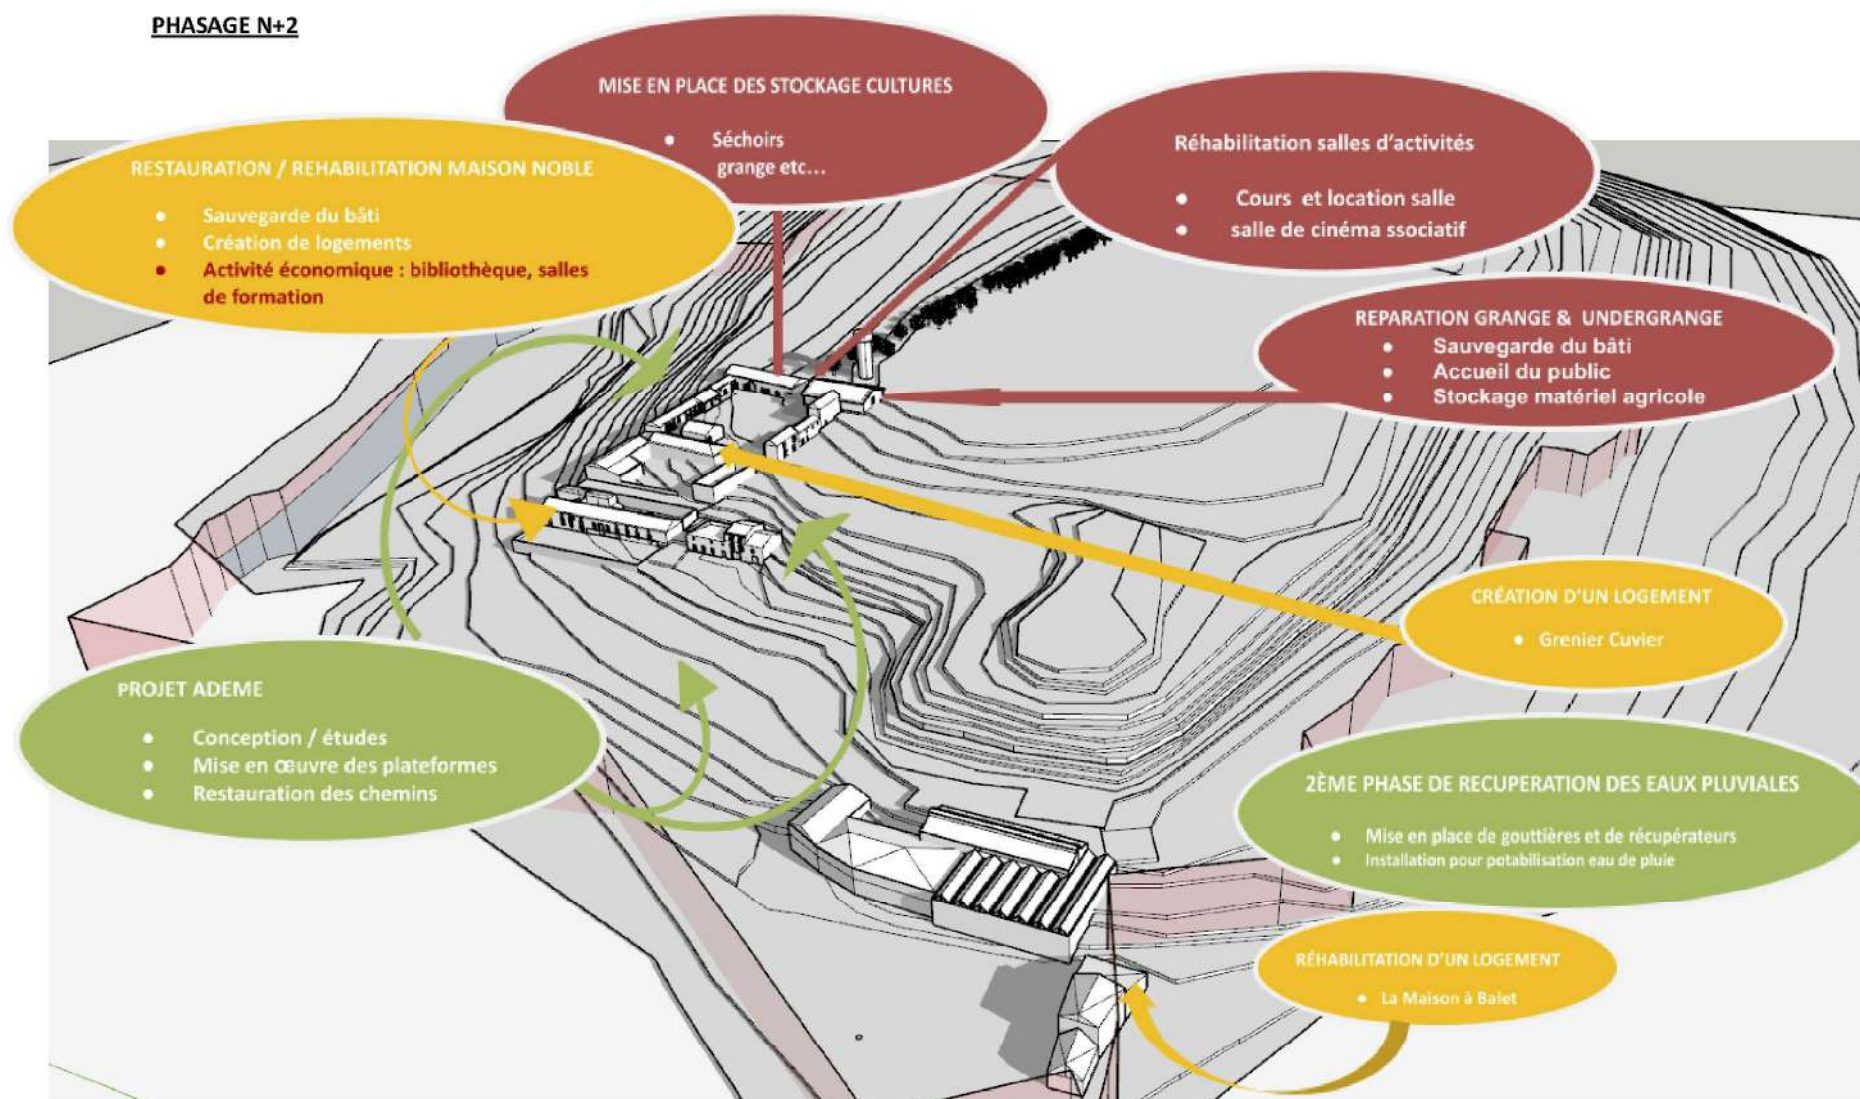 PHASAGE N+2
MISE EN PLACE DES STOCKAGE CULTURES
• Séchoirs
grange etc...
Réhabilitation salles d'activités
• Cours et location salle
• salle de cinéma ssociatif
RESTAURATION / REHABILITATION MAISON NOBLE
• Sauvegarde du bâti
• Création de logements
• Activité économique : bibliothèque, salles
de formation
REPARATION GRANGE & UNDERGRANGE
• Sauvegarde du bâti
• Accueil du public
• Stockage matériel agricole
CRÉATION D'UN LOGEMENT
• Grenier Cuvier
PROJET ADEME
• Conception / études
• Mise en Œuvre des plateformes
• Restauration des chemins
2ÈME PHASE DE RECUPERATION DES EAUX PLUVIALES
• Mise en place de gouttières et de récupérateurs
• Installation pour potabilisation eau de pluie
RÉHABILITATION D'UN LOGEMENT
• La Maison à Balet